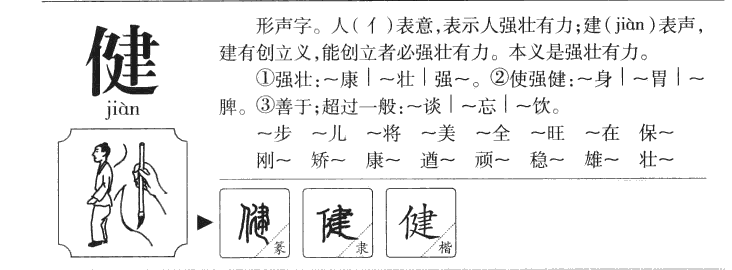 健
jiàn
形声字。人(亻)表意,表示人强壮有力;建(jiàn)表声,
建有创立义,能创立者必强壮有力。本义是强壮有力。
①强壮:～康|～壮|强～。②使强健:～身|～胃|～
脾。③善于;超过一般:～谈|～忘|～饮。
～步 ～儿 ～将 ～美 ～全 ～旺 ～在 保～
刚～ 矫～ 康～ 遒～ 顽～ 稳～ 雄～ 壮～
健 篆 健 隶 健 楷